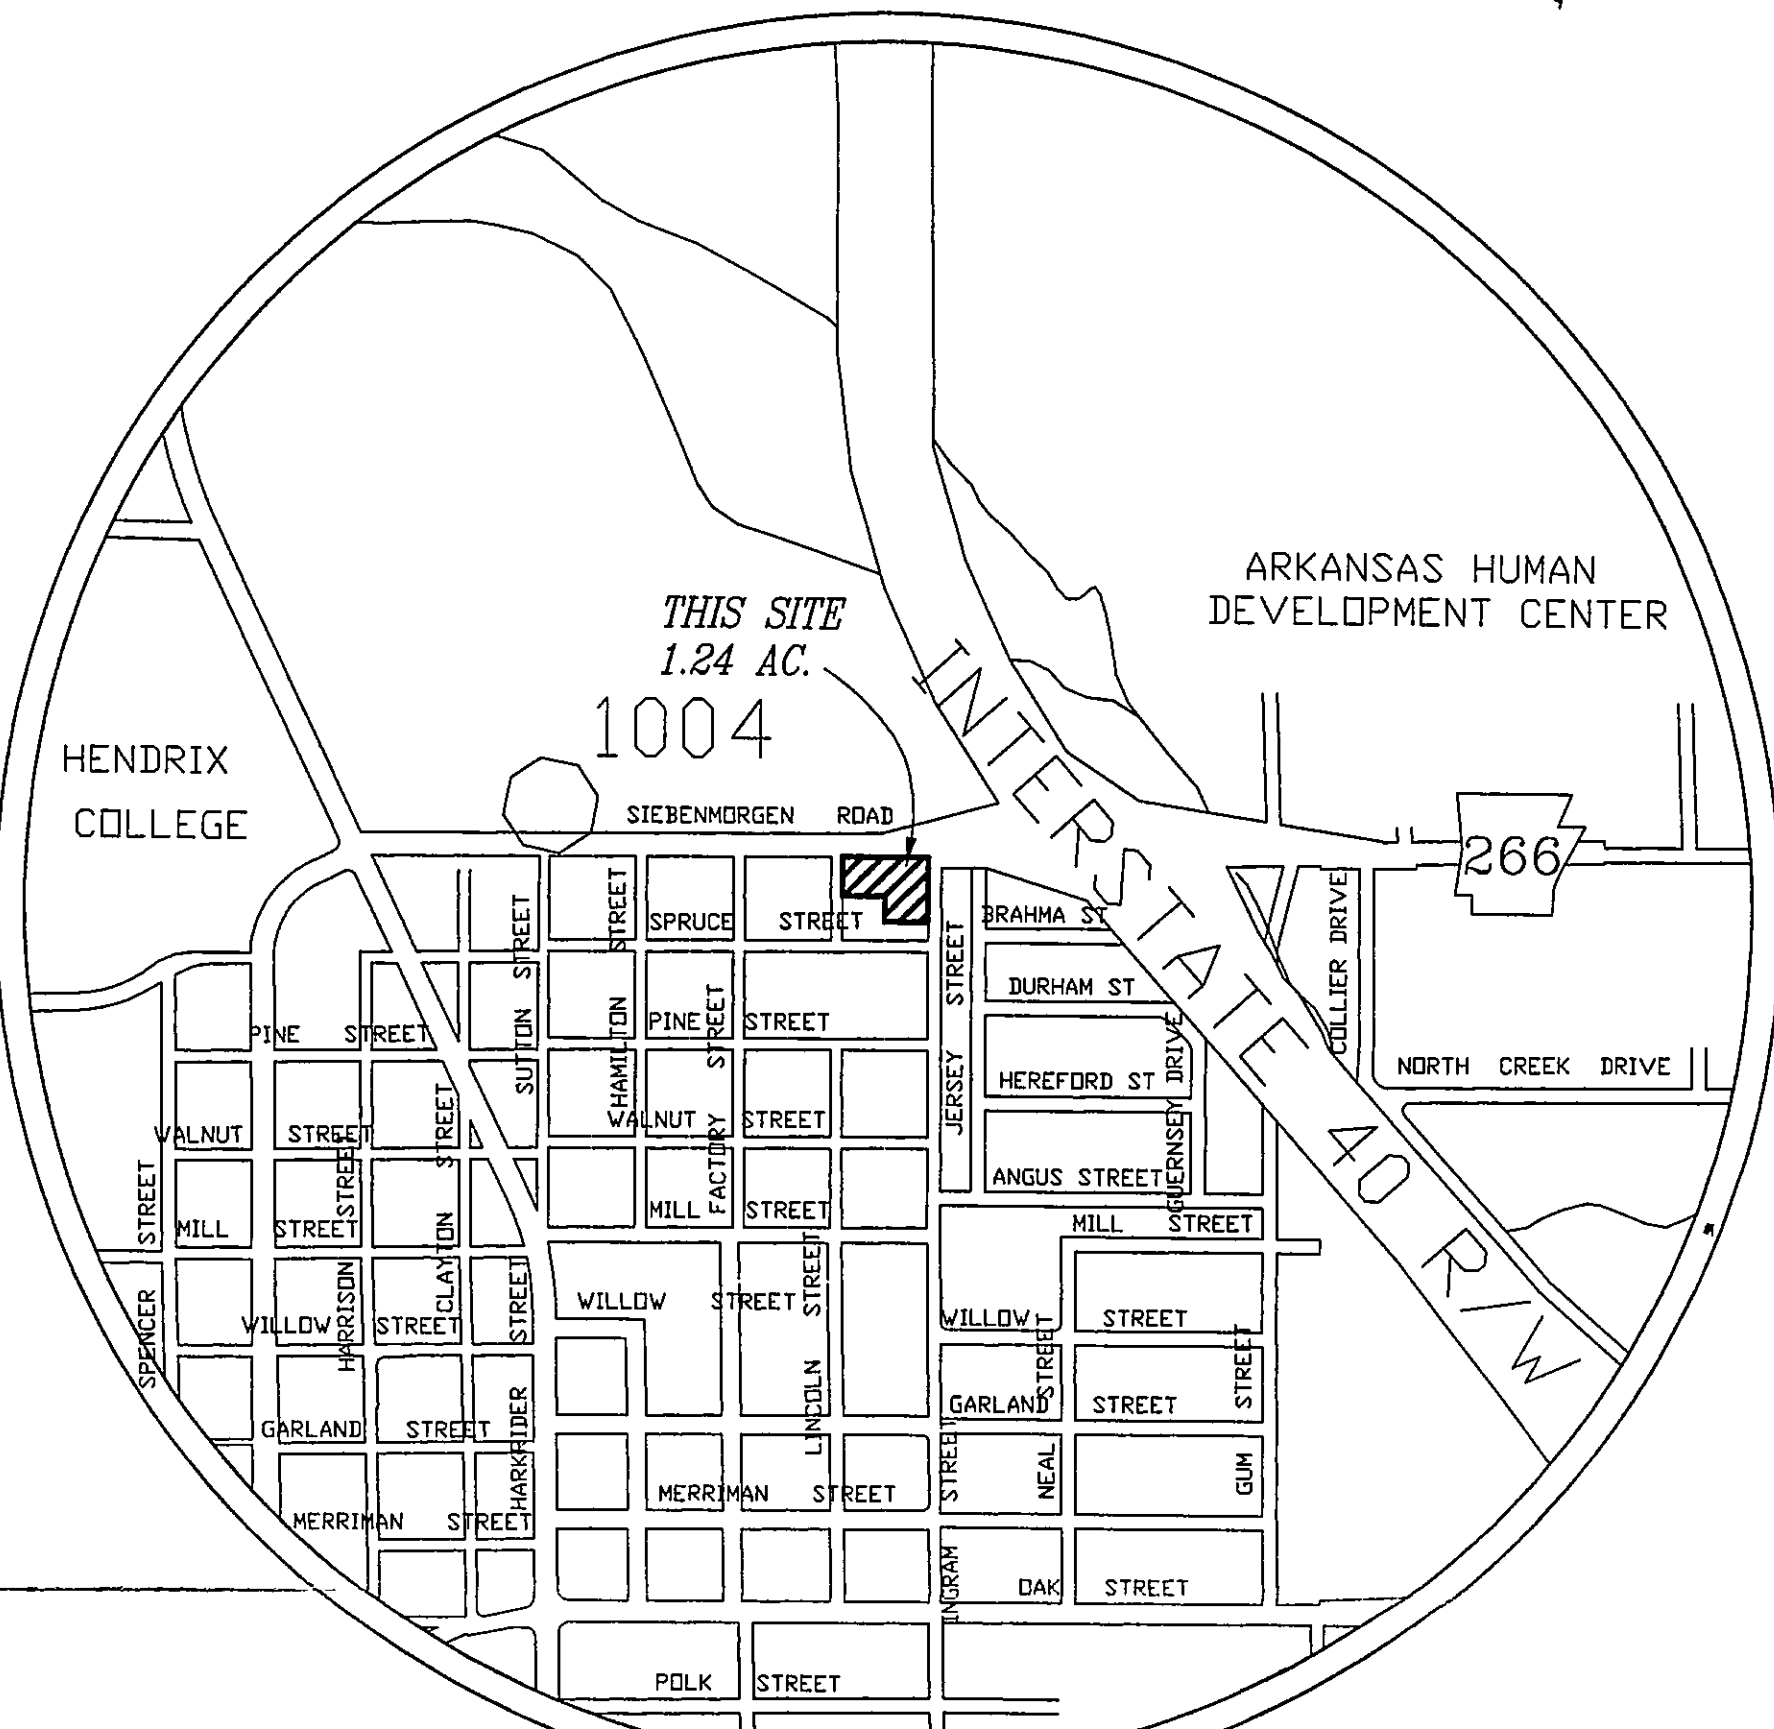 ARKANSAS HUMAN
DEVELOPMENT CENTER
THIS SITE
1.24 AC.
1004
HENDRIX
COLLEGE
SIEBENMORGEN ROAD
INTERSTATE 40 R/W
266
SPRUCE STREET
BRAHMA ST
DURHAM ST
COLLIER DRIVE
PINE STREET
PINE STREET
SUTTON STREET
HAMILTON STREET
FACTORY STREET
JERSEY STREET
HEREFORD ST
GUERNSEY DRIVE
NORTH CREEK DRIVE
WALNUT STREET
WALNUT STREET
ANGUS STREET
SPENCER STREET
HARRISON STREET
CLAYTON STREET
MILL STREET
MILL STREET
MILL STREET
WILLOW STREET
WILLOW STREET
WILLOW STREET
HARKRIDER STREET
LINCOLN STREET
NEAL STREET
GUM STREET
GARLAND STREET
GARLAND STREET
INGRAM STREET
MERRIMAN STREET
MERRIMAN STREET
OAK STREET
POLK STREET